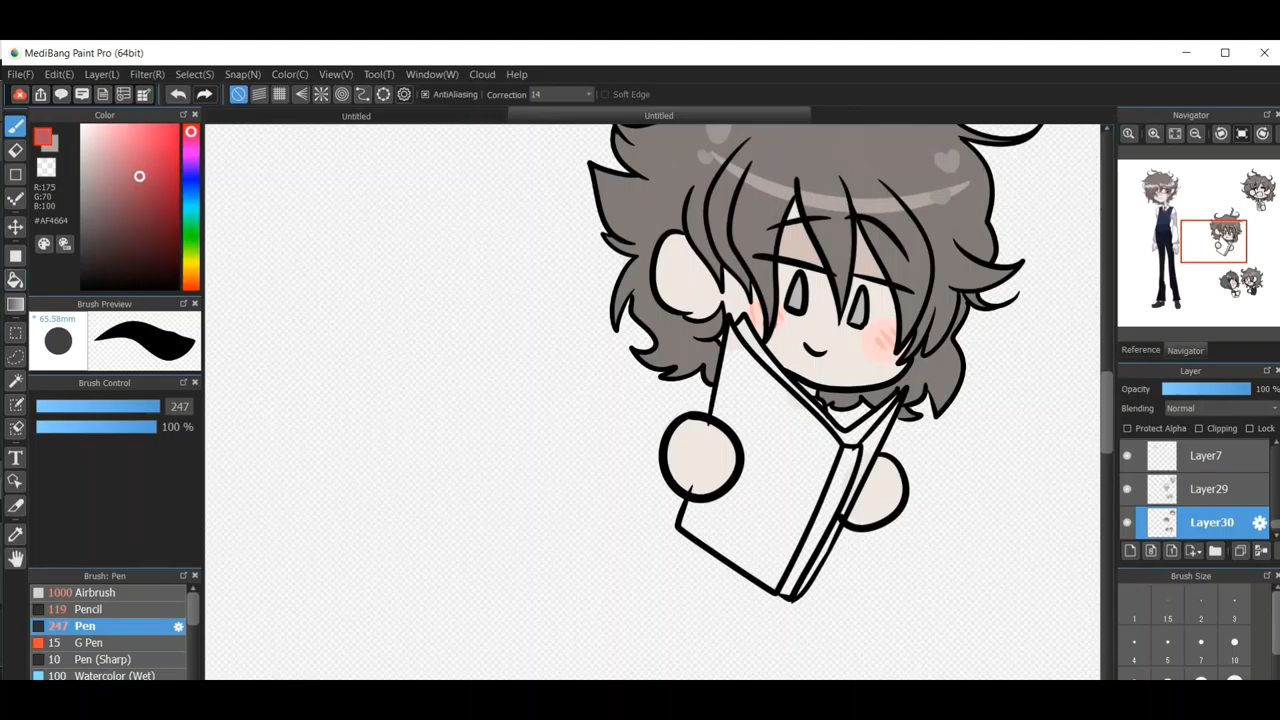 MediBang Paint Pro (64bit)
File(F) Edit(E) Layer(L) Filter(R) Select(S) Snap(N) Color(C) View(V) Tool(T) Window(W) Cloud Help
AntiAliasing Correction 14 Soft Edge
Color
Untitled
Untitled
Navigator
R:175
G:70
B:100
#AF4664
Brush Preview
* 65.58mm
Reference Navigator
Layer
Brush Control
Opacity 100 %
247
Blending Normal
100 %
Protect Alpha Clipping Lock
Layer7
Layer29
Layer30
Brush: Pen
Brush Size
1000 Airbrush
119 Pencil
247 Pen
15 G Pen
10 Pen (Sharp)
100 Watercolor (Wet)
1 1.5 2 3
4 5 7 10